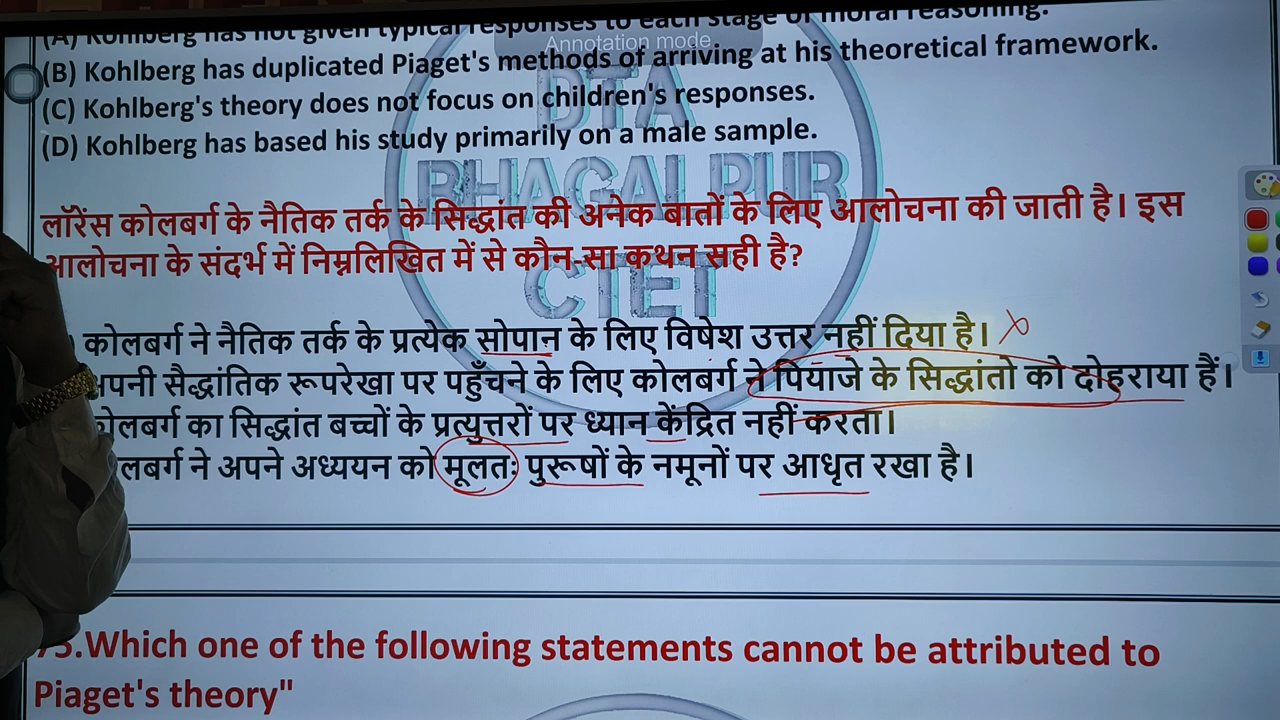 (A) Kohlberg has not given typical responses to each stage of moral reasoning.
Annotation mode
(B) Kohlberg has duplicated Piaget's methods of arriving at his theoretical framework.
(C) Kohlberg's theory does not focus on children's responses.
(D) Kohlberg has based his study primarily on a male sample.
DTA
BHAGALPUR
CTET
लॉरेंस कोलबर्ग के नैतिक तर्क के सिद्धांत की अनेक बातों के लिए आलोचना की जाती है। इस
आलोचना के संदर्भ में निम्नलिखित में से कौन-सा कथन सही है?
) कोलबर्ग ने नैतिक तर्क के प्रत्येक सोपान के लिए विषेश उत्तर नहीं दिया है।
अपनी सैद्धांतिक रूपरेखा पर पहुँचने के लिए कोलबर्ग ने पियाजे के सिद्धांतो को दोहराया हैं।
कोलबर्ग का सिद्धांत बच्चों के प्रत्युत्तरों पर ध्यान केंद्रित नहीं करता।
लबर्ग ने अपने अध्ययन को मूलतः पुरूषों के नमूनों पर आधृत रखा है।
.Which one of the following statements cannot be attributed to
Piaget's theory"